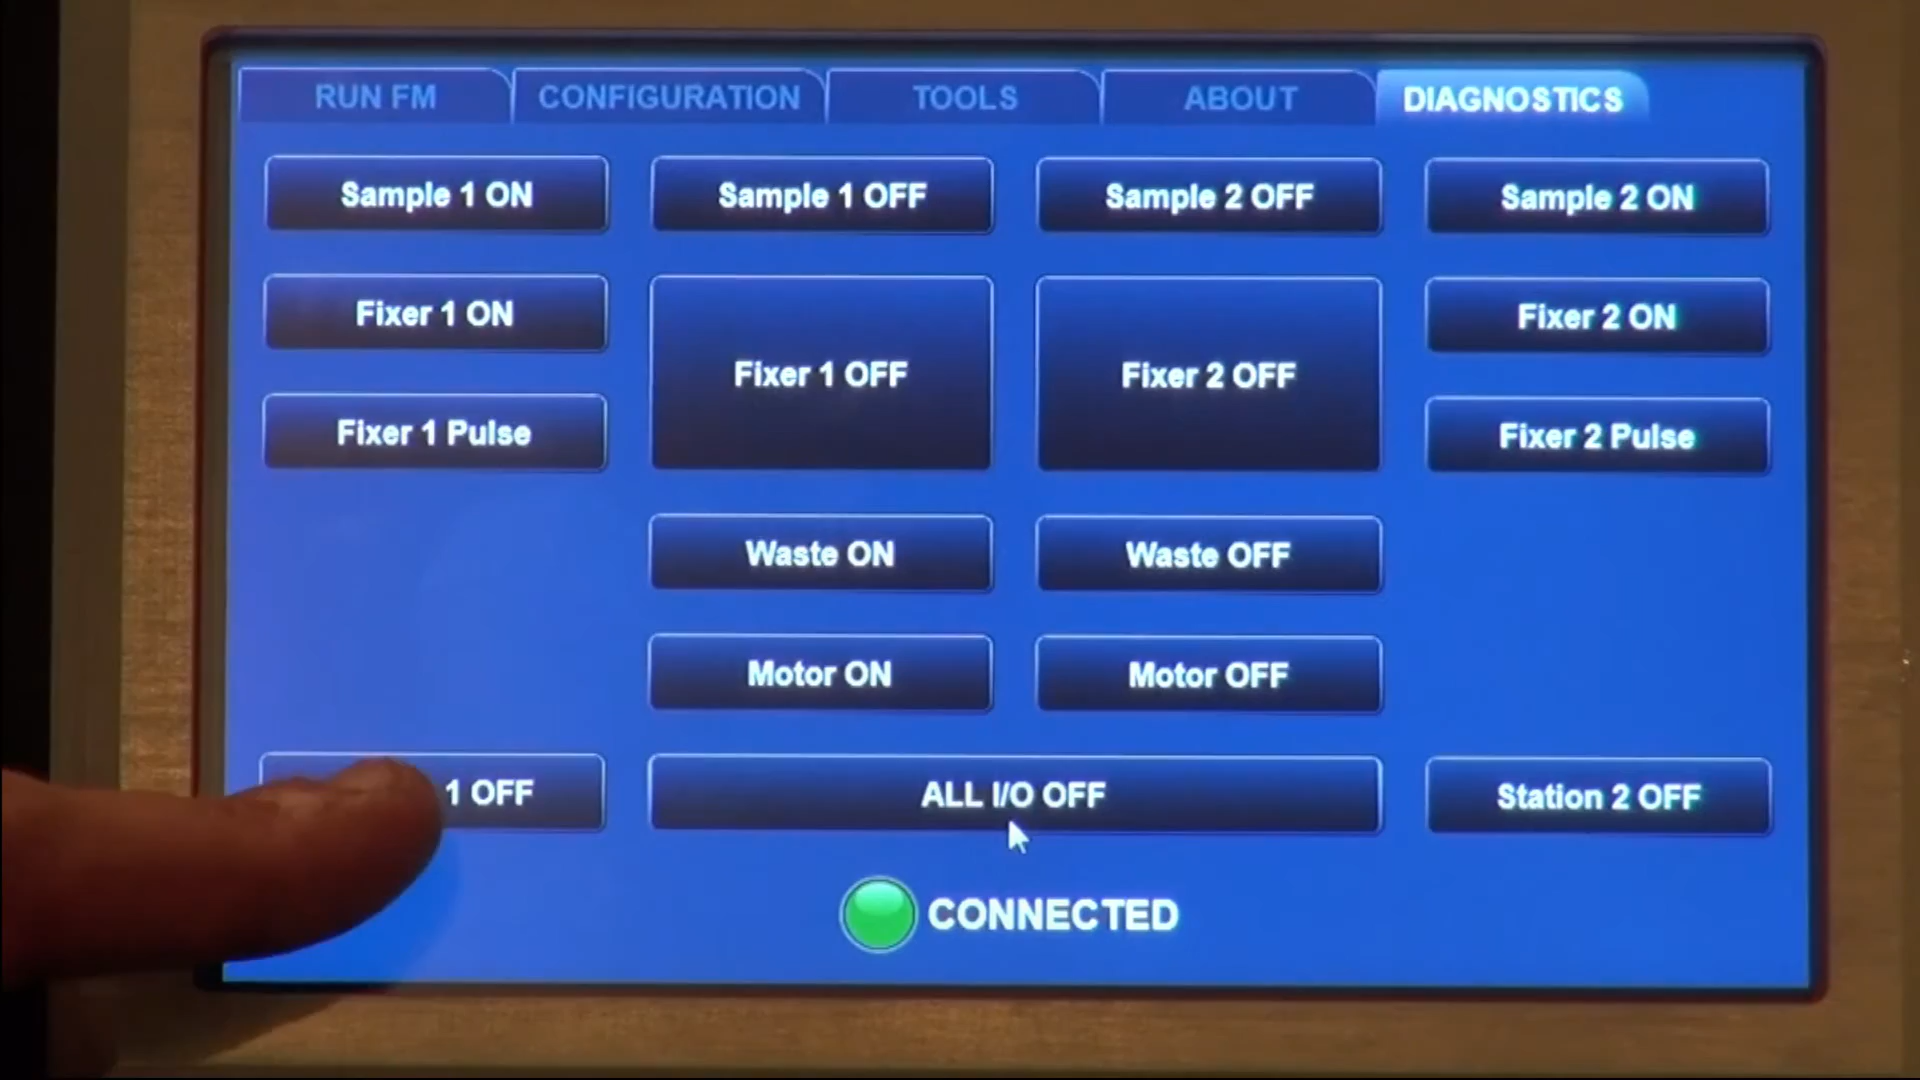 RUN FM
CONFIGURATION
TOOLS
ABOUT
DIAGNOSTICS
Sample 1 ON
Sample 1 OFF
Sample 2 OFF
Sample 2 ON
Fixer 1 ON
Fixer 1 OFF
Fixer 2 OFF
Fixer 2 ON
Fixer 1 Pulse
Fixer 2 Pulse
Waste ON
Waste OFF
Motor ON
Motor OFF
1 OFF
ALL I/O OFF
Station 2 OFF
CONNECTED